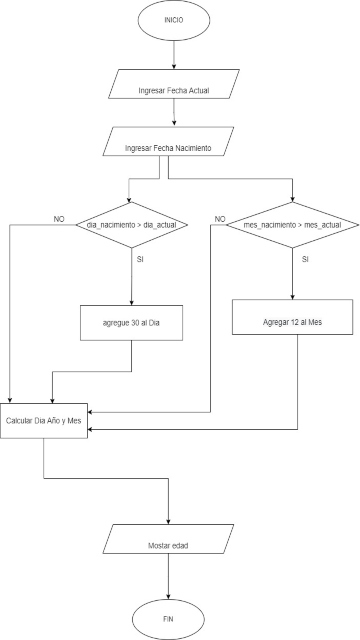 INICIO
Ingresar Fecha Actual
Ingresar Fecha Nacimiento
NO
dia_nacimiento > dia_actual
NO
mes_nacimiento > mes_actual
SI
SI
agregue 30 al Dia
Agregar 12 al Mes
Calcular Dia Año y Mes
Mostar edad
FIN